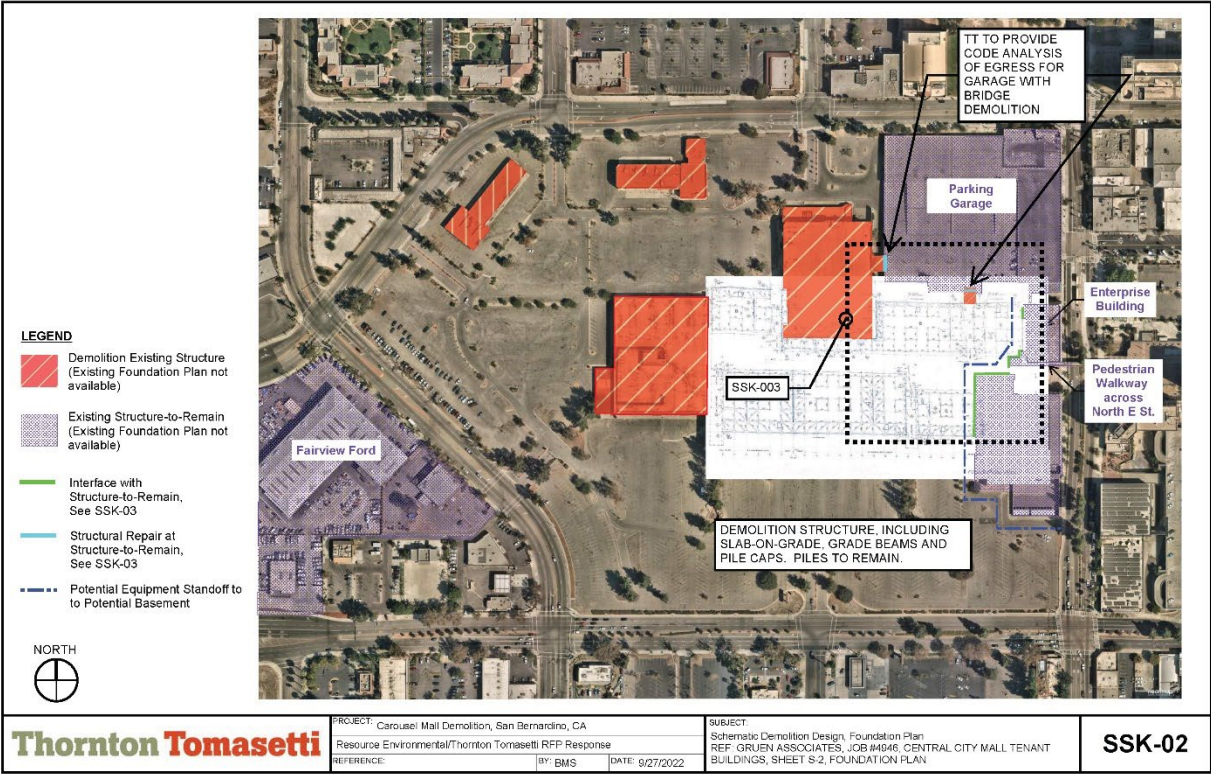 TT TO PROVIDE
CODE ANALYSIS
OF EGRESS FOR
GARAGE WITH
BRIDGE
DEMOLITION
Parking
Garage
Enterprise
Building
Pedestrian
Walkway
across
North E St.
SSK-003
Fairview Ford
DEMOLITION STRUCTURE, INCLUDING
SLAB-ON-GRADE, GRADE BEAMS AND
PILE CAPS. PILES TO REMAIN.
LEGEND
Demolition Existing Structure
(Existing Foundation Plan not
available)
Existing Structure-to-Remain
(Existing Foundation Plan not
available)
Interface with
Structure-to-Remain,
See SSK-03
Structural Repair at
Structure-to-Remain,
See SSK-03
Potential Equipment Standoff to
to Potential Basement
NORTH
Thornton Tomasetti
PROJECT: Carousel Mall Demolition, San Bernardino, CA
Resource Environmental/Thornton Tomasetti RFP Response
REFERENCE: BY: BMS DATE: 9/27/2022
SUBJECT:
Schematic Demolition Design, Foundation Plan
REF: GRUEN ASSOCIATES, JOB #4946, CENTRAL CITY MALL TENANT
BUILDINGS, SHEET S-2, FOUNDATION PLAN
SSK-02